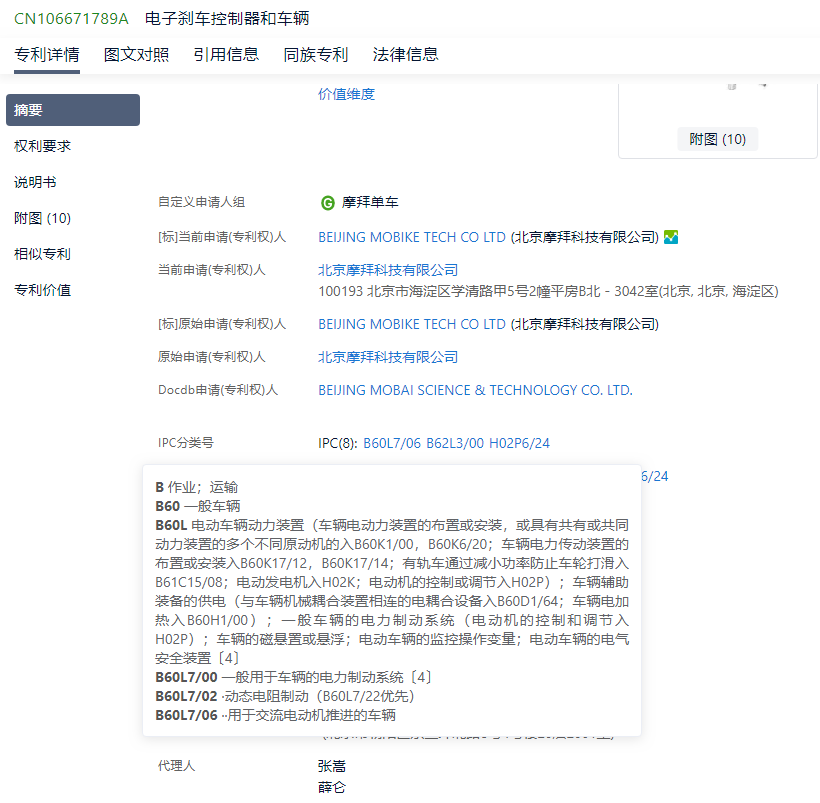 CN106671789A 电子刹车控制器和车辆
专利详情 图文对照 引用信息 同族专利 法律信息
摘要
权利要求
说明书
附图 (10)
相似专利
专利价值
价值维度
附图 (10)
自定义申请人组 G 摩拜单车
[标]当前申请(专利权)人 BEIJING MOBIKE TECH CO LTD (北京摩拜科技有限公司)
当前申请(专利权)人 北京摩拜科技有限公司
100193 北京市海淀区学清路甲5号2幢平房B北－3042室(北京, 北京, 海淀区)
[标]原始申请(专利权)人 BEIJING MOBIKE TECH CO LTD (北京摩拜科技有限公司)
原始申请(专利权)人 北京摩拜科技有限公司
Docdb申请(专利权)人 BEIJING MOBAI SCIENCE & TECHNOLOGY CO. LTD.
IPC分类号 IPC(8): B60L7/06 B62L3/00 H02P6/24
6/24
B 作业；运输
B60 一般车辆
B60L 电动车辆动力装置（车辆电动力装置的布置或安装，或具有共有或共同
动力装置的多个不同原动机的入B60K1/00，B60K6/20；车辆电力传动装置的
布置或安装入B60K17/12，B60K17/14；有轨车通过减小功率防止车轮打滑入
B61C15/08；电动发电机入H02K；电动机的控制或调节入H02P）；车辆辅助
装备的供电（与车辆机械耦合装置相连的电耦合设备入B60D1/64；车辆电加
热入B60H1/00）；一般车辆的电力制动系统（电动机的控制和调节入
H02P）；车辆的磁悬置或悬浮；电动车辆的监控操作变量；电动车辆的电气
安全装置〔4〕
B60L7/00 一般用于车辆的电力制动系统〔4〕
B60L7/02 ·动态电阻制动（B60L7/22优先）
B60L7/06 ··用于交流电动机推进的车辆
代理人 张嵩
薛仑